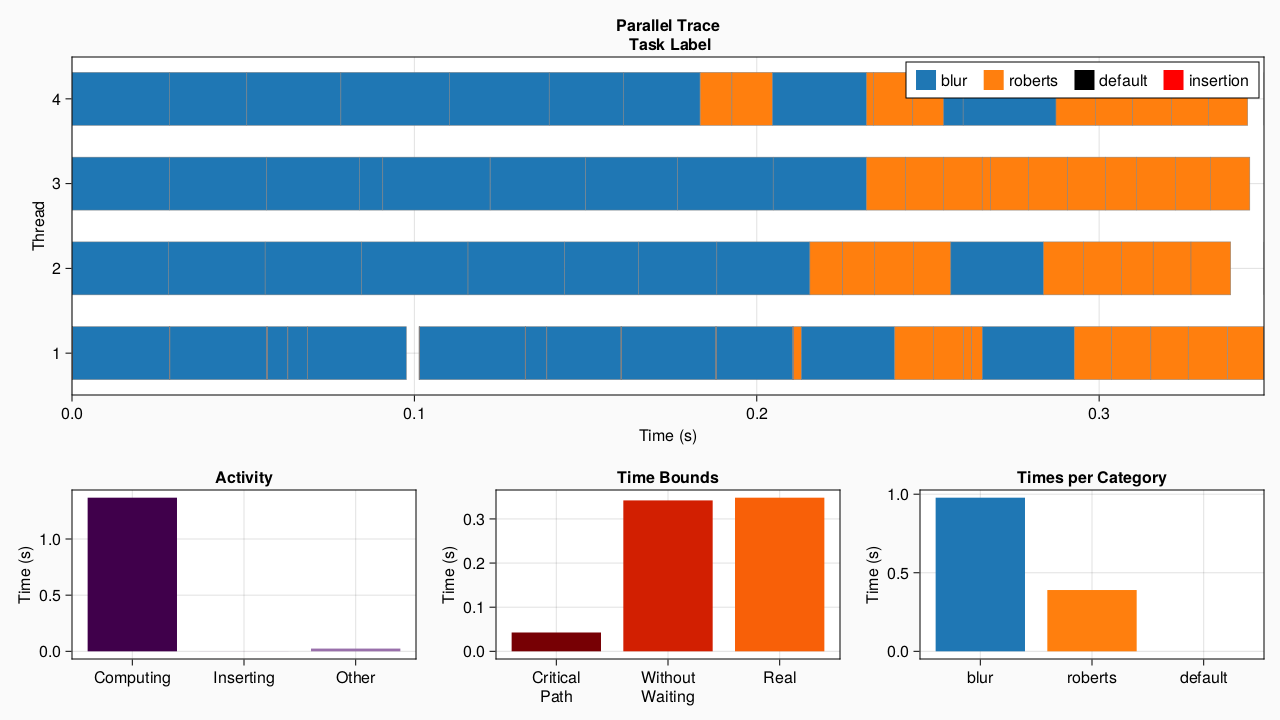 Parallel Trace
Task Label
blur roberts default insertion
Thread
4
3
2
1
0.0 0.1 0.2 0.3
Time (s)
Activity
Time (s)
1.0
0.5
0.0
Computing Inserting Other
Time Bounds
Time (s)
0.3
0.2
0.1
0.0
Critical Path Without Waiting Real
Times per Category
Time (s)
1.0
0.5
0.0
blur roberts default